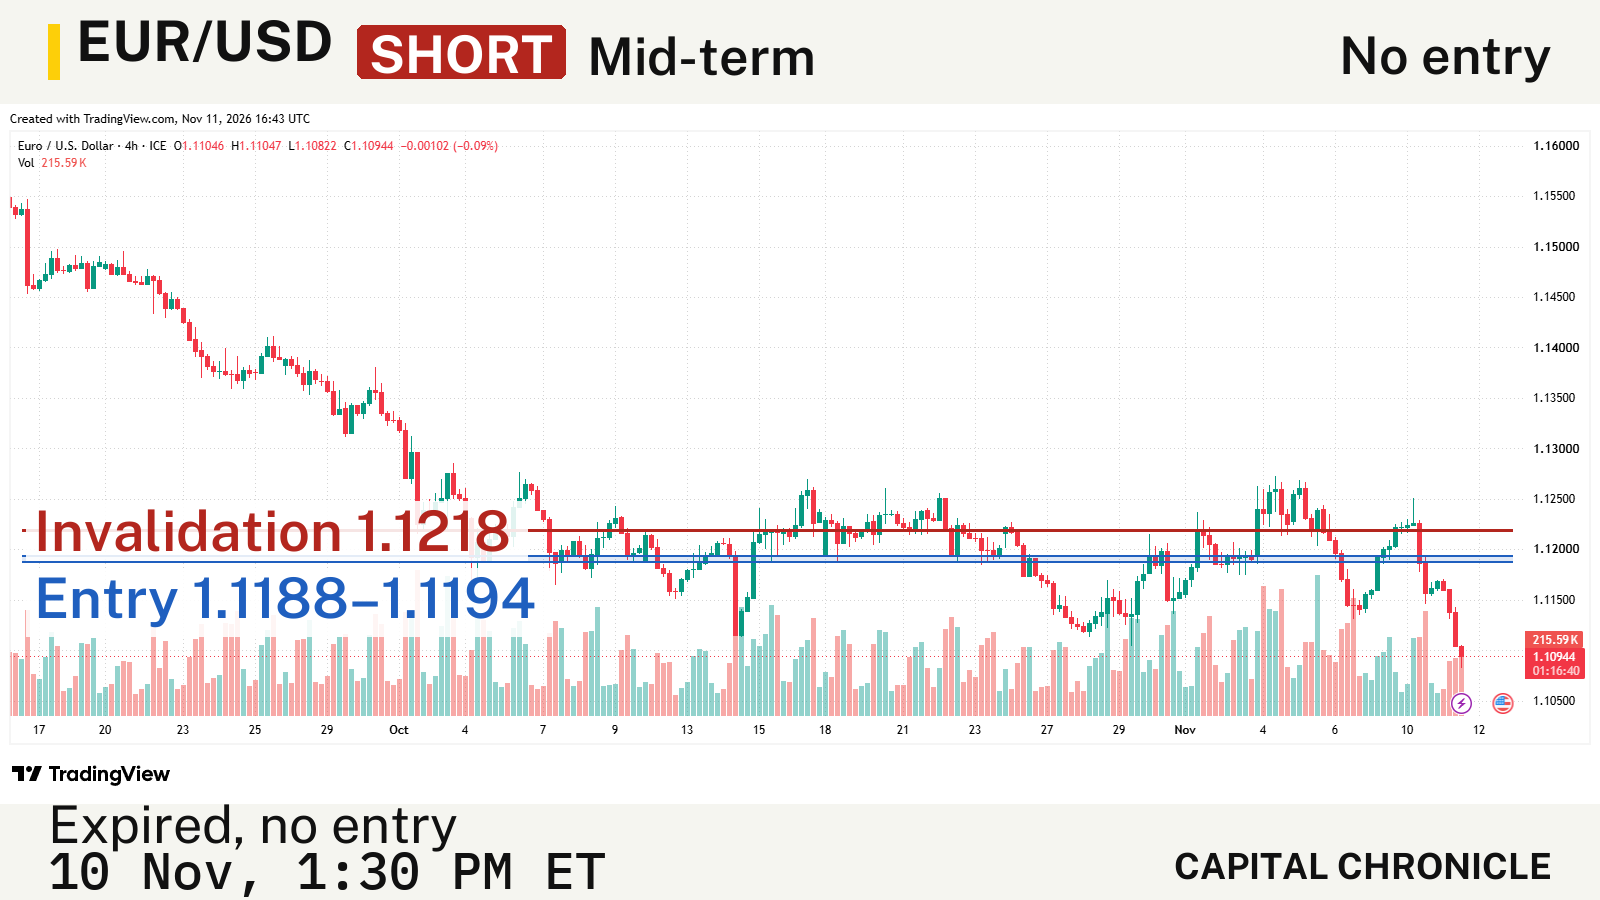 EUR/USD SHORT Mid-term No entry
Created with TradingView.com, Nov 11, 2026 16:43 UTC
Euro / U.S. Dollar · 4h · ICE O1.11046 H1.11047 L1.10822 C1.10944 −0.00102 (−0.09%)
Vol 215.59 K
1.16000
1.15500
1.15000
1.14500
1.14000
1.13500
1.13000
1.12500
1.12000
1.11500
215.59 K
1.10944
01:16:40
1.10500
Invalidation 1.1218
Entry 1.1188–1.1194
17 20 23 25 29 Oct 4 7 9 13 15 18 21 23 27 29 Nov 4 6 10 12
TradingView
Expired, no entry
10 Nov, 1:30 PM ET
CAPITAL CHRONICLE